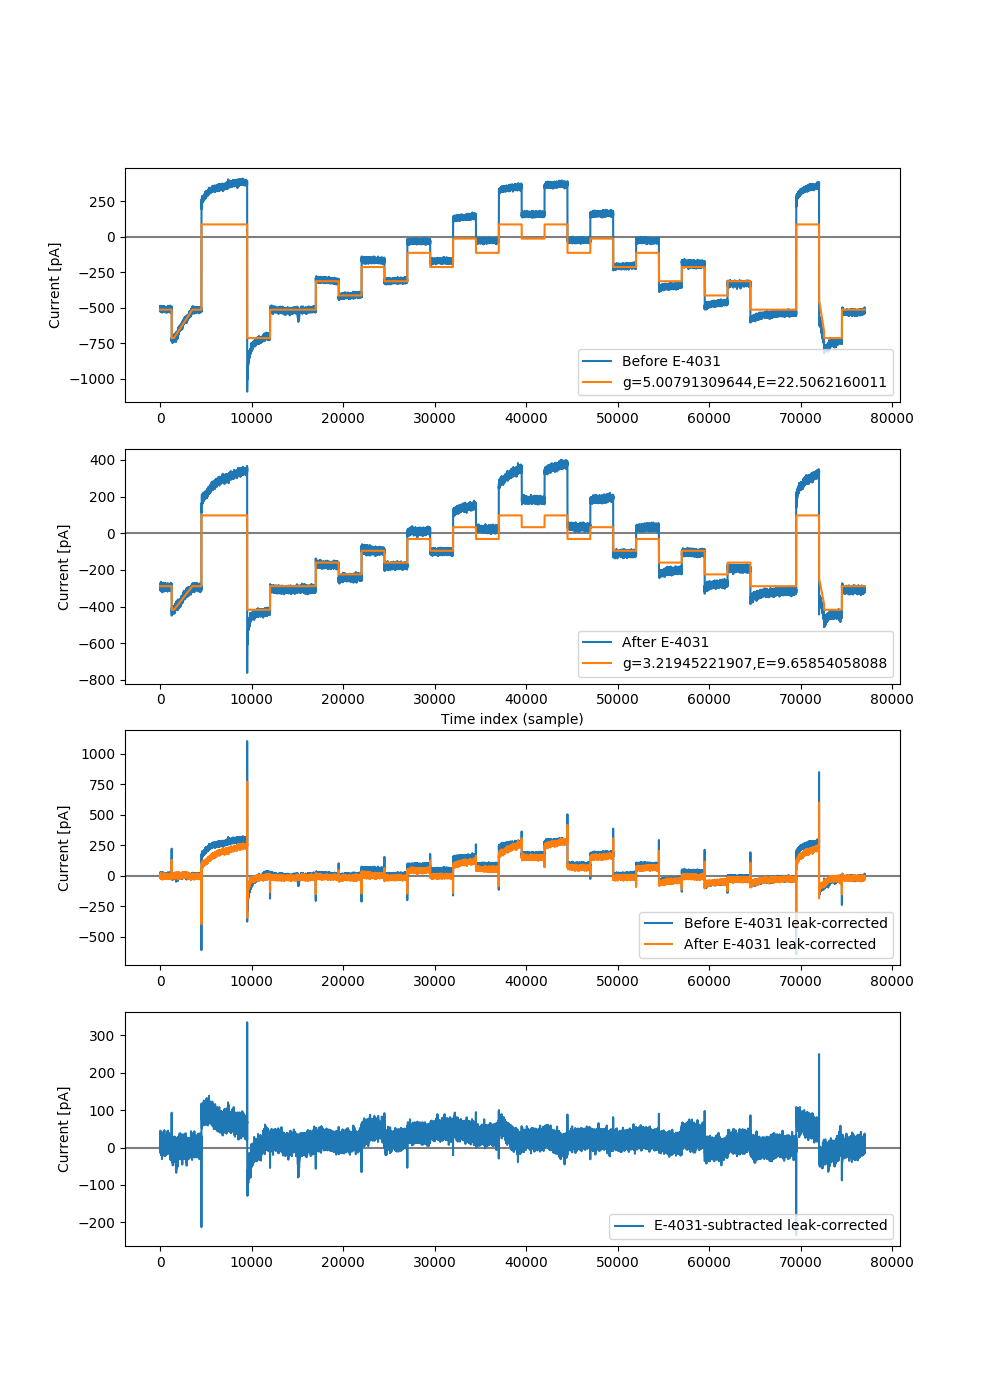 250
0
−250
−500
−750
−1000
Current [pA]
Before E-4031
g=5.00791309644,E=22.5062160011
0 10000 20000 30000 40000 50000 60000 70000 80000
400
200
0
−200
−400
−600
−800
Current [pA]
After E-4031
g=3.21945221907,E=9.65854058088
0 10000 20000 30000 40000 50000 60000 70000 80000
Time index (sample)
1000
750
500
250
0
−250
−500
Current [pA]
Before E-4031 leak-corrected
After E-4031 leak-corrected
0 10000 20000 30000 40000 50000 60000 70000 80000
300
200
100
0
−100
−200
Current [pA]
E-4031-subtracted leak-corrected
0 10000 20000 30000 40000 50000 60000 70000 80000